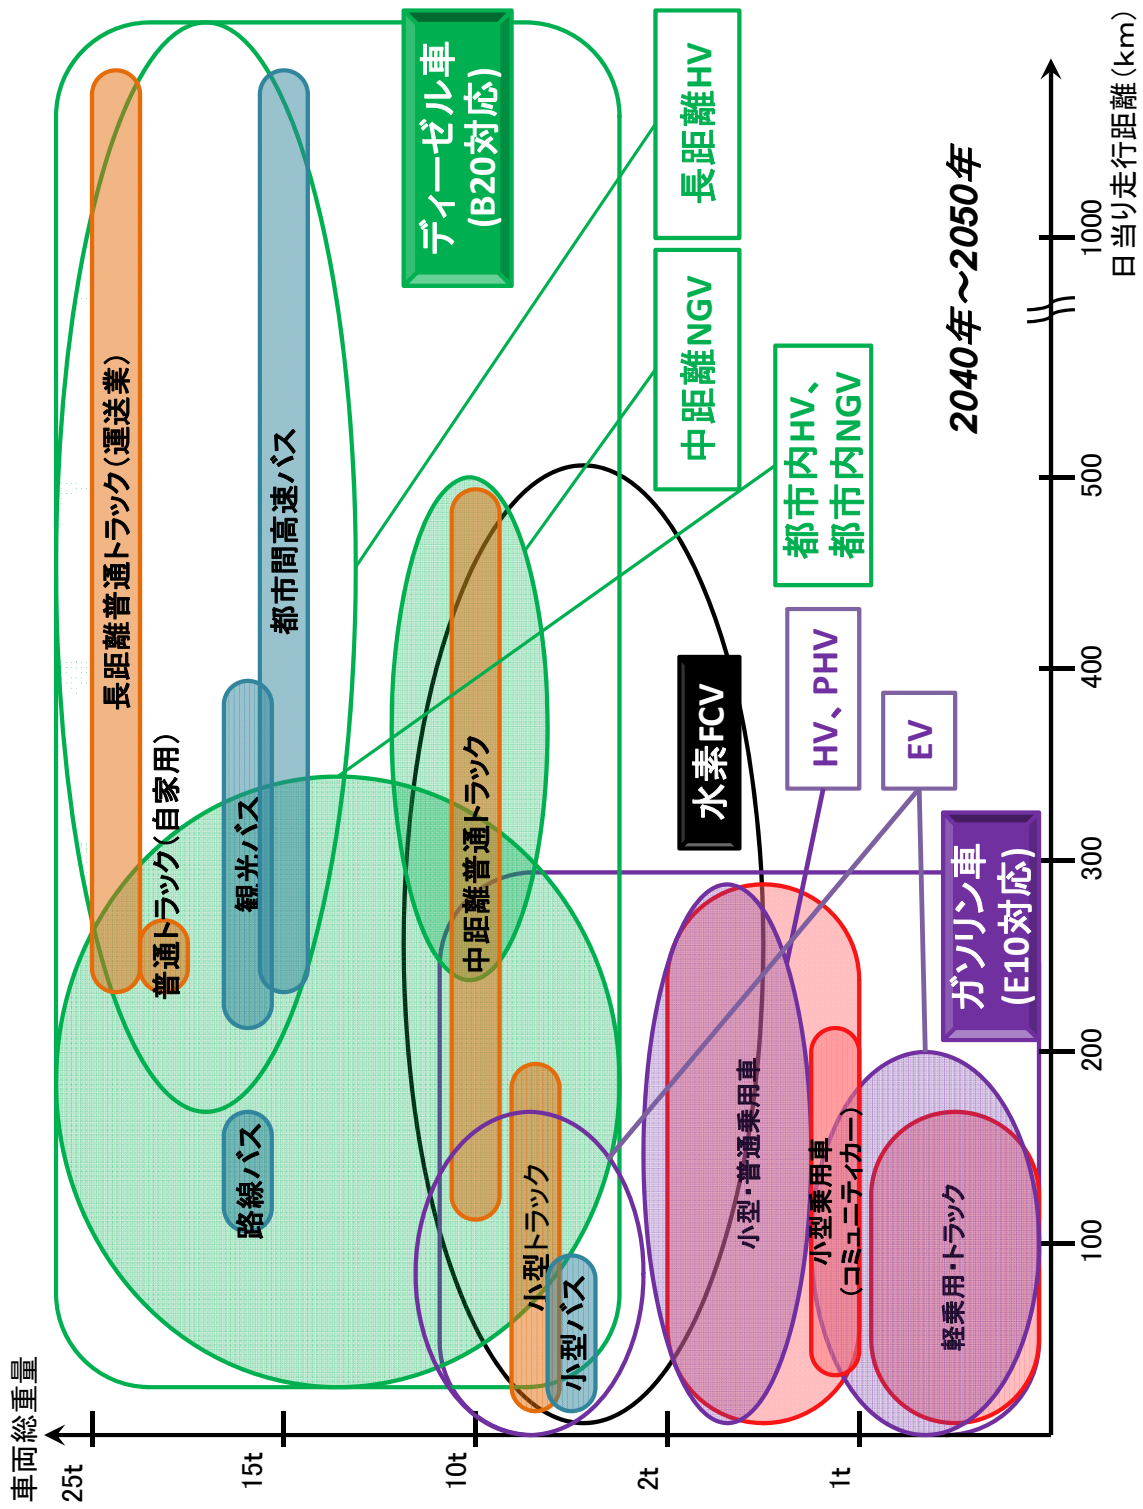 車両総重量
25t
15t
10t
2t
1t
長距離普通トラック(運送業)
普通トラック(自家用)
観光バス
都市間高速バス
路線バス
中距離普通トラック
小型トラック
小型バス
小型・普通乗用車
小型乗用車
(コミュニティカー)
軽乗用・トラック
ディーゼル車
(B20対応)
長距離HV
中距離NGV
都市内HV、
都市内NGV
水素FCV
HV、PHV
EV
ガソリン車
(E10対応)
2040年~2050年
100
200
300
400
500
1000
日当り走行距離(km)